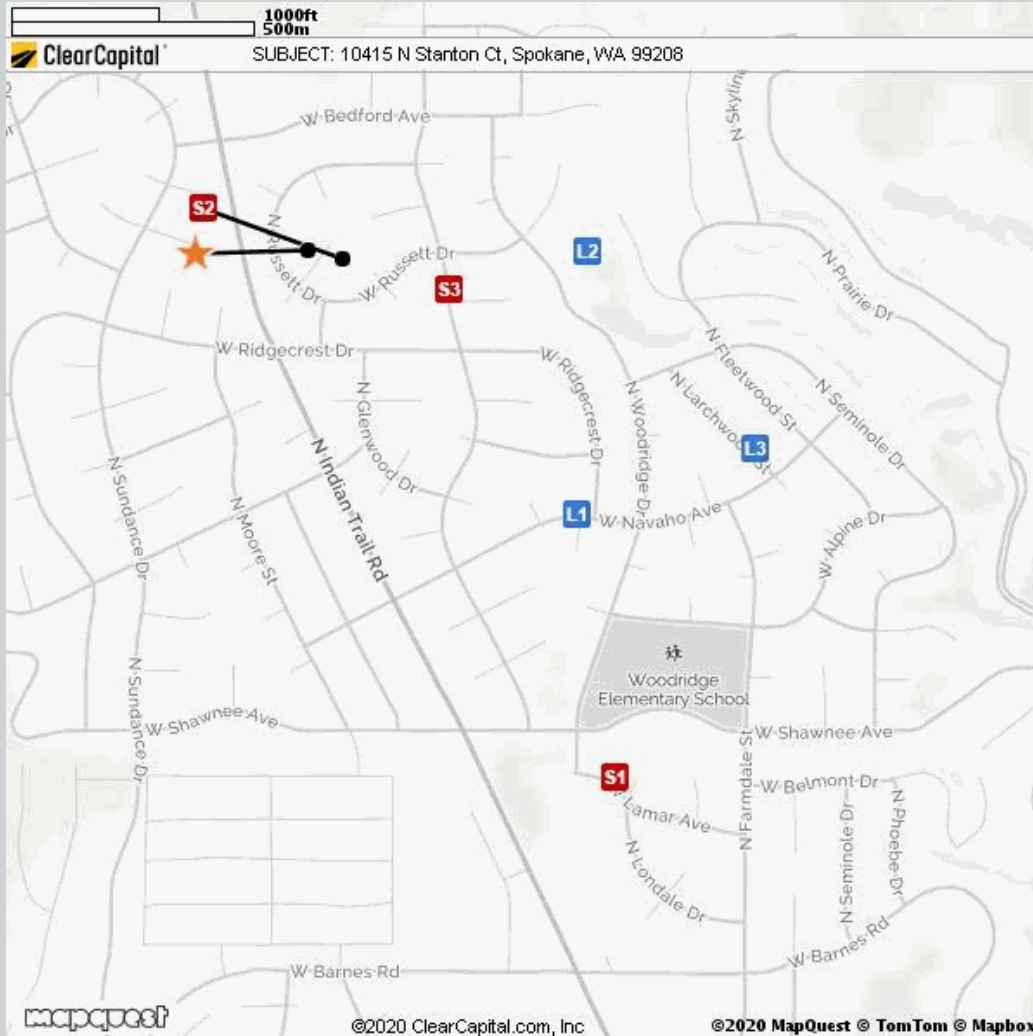 1000ft
500m
ClearCapital
SUBJECT: 10415 N Stanton Ct, Spokane, WA 99208
W Bedford Ave
N Skyline
S2
N Russett Dr
W Russett Dr
L2
N Prairie Dr
S3
W Ridgecrest Dr
W Ridgecrest Dr
N Fleetwood St
N Glenwood Dr
N Woodridge Dr
N Larchwood St
N Seminole Dr
L3
N Indian Trail Rd
N Sundance Dr
N Moore St
L1
W Navaho Ave
W Alpine Dr
Woodridge
Elementary School
N Sundance Dr
W Shawnee Ave
W Shawnee Ave
S1
W Lamar Ave
N Farmdale St
W Belmont Dr
N Londale Dr
N Seminole Dr
N Phoebe Dr
W Barnes Rd
W Barnes Rd
mapquest
©2020 ClearCapital.com, Inc
©2020 MapQuest © TomTom © Mapbox